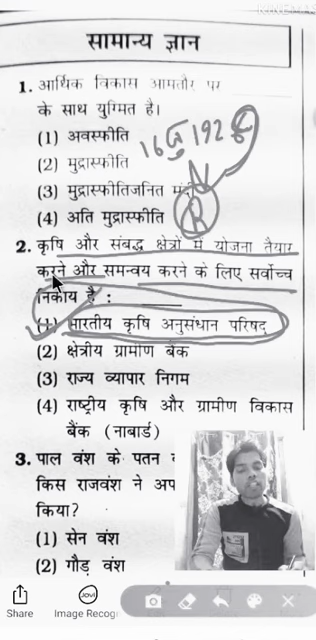 KINEMAS
सामान्य ज्ञान
1. आर्थिक विकास आमतौर पर
के साथ युग्मित है।
(1) अवस्फीति
(2) मुद्रास्फीति
(3) मुद्रास्फीतिजनित
(4) अति मुद्रास्फीति
2. कृषि और संबद्ध क्षेत्रों में योजना तैयार
करने और समन्वय करने के लिए सर्वोच्च
निकाय है :
(1) भारतीय कृषि अनुसंधान परिषद
(2) क्षेत्रीय ग्रामीण बैंक
(3) राज्य व्यापार निगम
(4) राष्ट्रीय कृषि और ग्रामीण विकास
बैंक (नाबार्ड)
3. पाल वंश के पतन
किस राजवंश ने अप
किया?
(1) सेन वंश
(2) गौड़ वंश
Share
Jovi
Image Recog